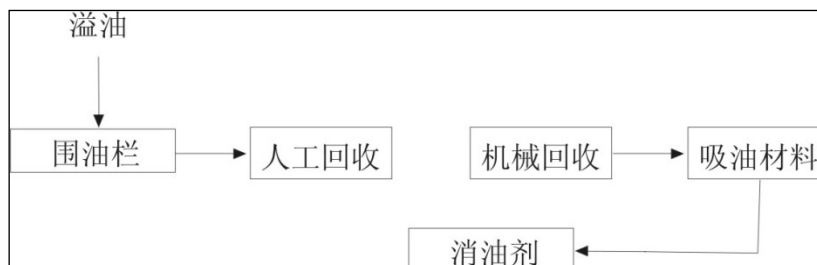 溢油
围油栏
人工回收
机械回收
吸油材料
消油剂